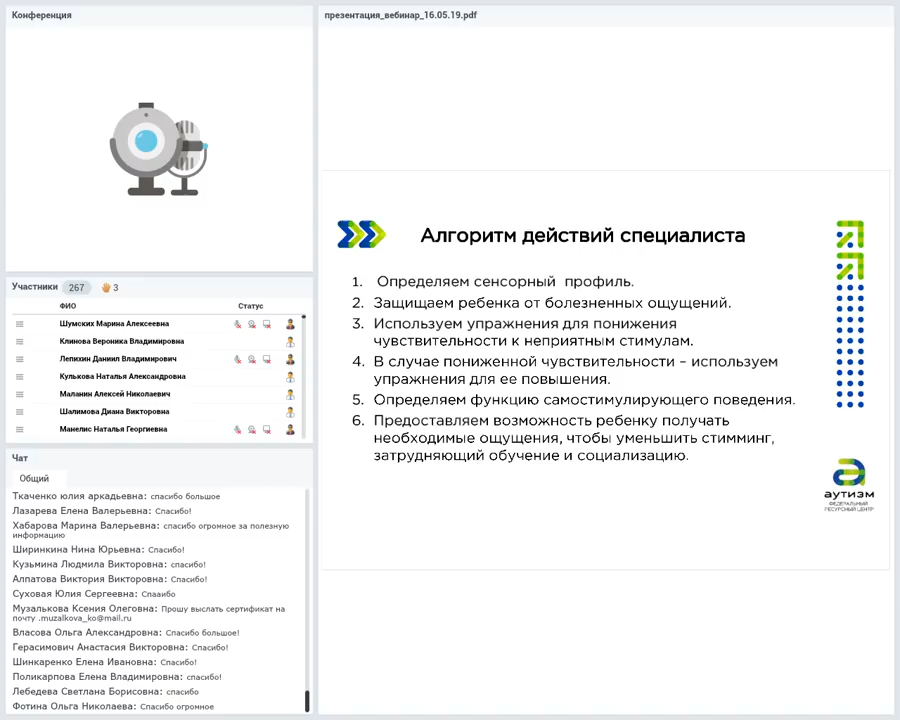 Конференция
Участники 267 3
ФИО Статус
Шумских Марина Алексеевна
Клинова Вероника Владимировна
Лепихин Даниил Владимирович
Кулькова Наталья Александровна
Маланин Алексей Николаевич
Шалимова Диана Викторовна
Манелис Наталья Георгиевна
Чат
Общий
Ткаченко юлия аркадьевна: спасибо большое
Лазарева Елена Валерьевна: Спасибо!
Хабарова Марина Валерьевна: спасибо огромное за полезную
информацию
Ширинкина Нина Юрьевна: Спасибо!
Кузьмина Людмила Викторовна: спасибо!
Алпатова Виктория Викторовна: Спасибо!
Суховая Юлия Сергеевна: Спааибо
Музалькова Ксения Олеговна: Прошу выслать сертификат на
почту .muzalkova_ko@mail.ru
Власова Ольга Александровна: Спасибо большое!
Герасимович Анастасия Викторовна: Спасибо!
Шинкаренко Елена Ивановна: Спасибо!
Поликарпова Елена Владимировна: спасибо!
Лебедева Светлана Борисовна: спасибо
Фотина Ольга Николаева: Спасибо огромное
презентация_вебинар_16.05.19.pdf
Алгоритм действий специалиста
1. Определяем сенсорный профиль.
2. Защищаем ребенка от болезненных ощущений.
3. Используем упражнения для понижения
чувствительности к неприятным стимулам.
4. В случае пониженной чувствительности – используем
упражнения для ее повышения.
5. Определяем функцию самостимулирующего поведения.
6. Предоставляем возможность ребенку получать
необходимые ощущения, чтобы уменьшить стимминг,
затрудняющий обучение и социализацию.
аутизм
ФЕДЕРАЛЬНЫЙ
РЕСУРСНЫЙ ЦЕНТР